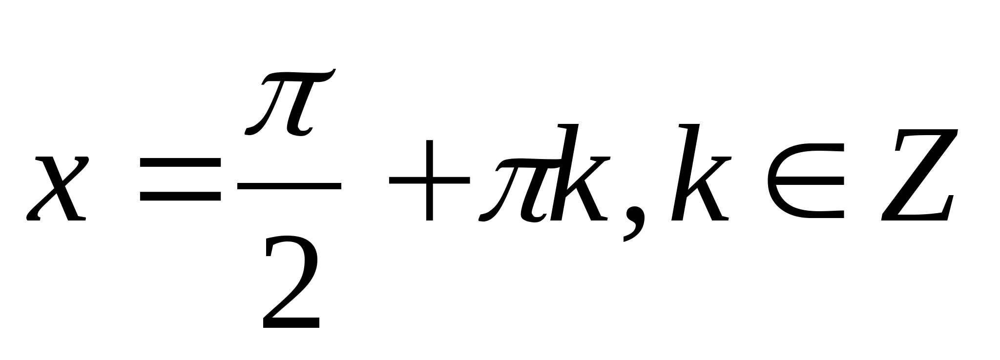 x = π/2 + πk, k ∈ Z